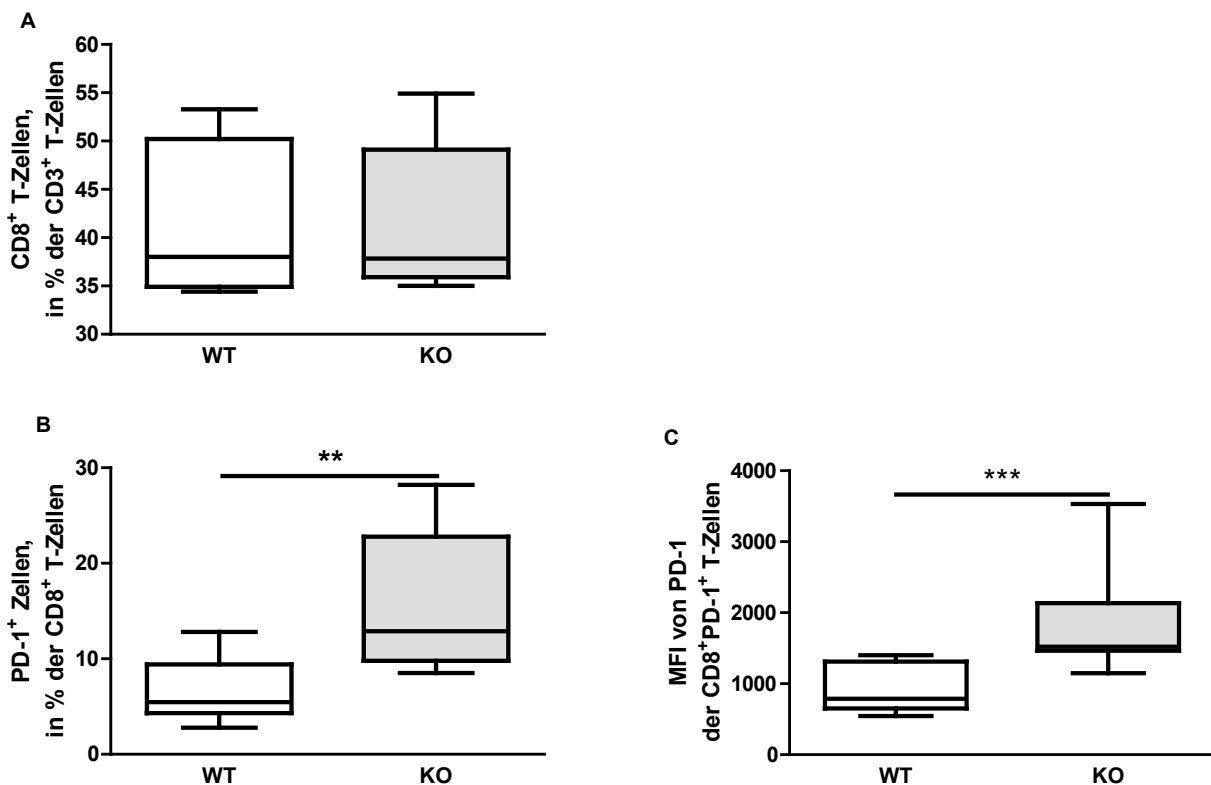 A
CD8⁺ T-Zellen,
in % der CD3⁺ T-Zellen
60
55
50
45
40
35
30
WT KO
B
PD-1⁺ Zellen,
in % der CD8⁺ T-Zellen
30
20
10
0
**
WT KO
C
MFI von PD-1
der CD8⁺PD-1⁺ T-Zellen
4000
3000
2000
1000
0
***
WT KO